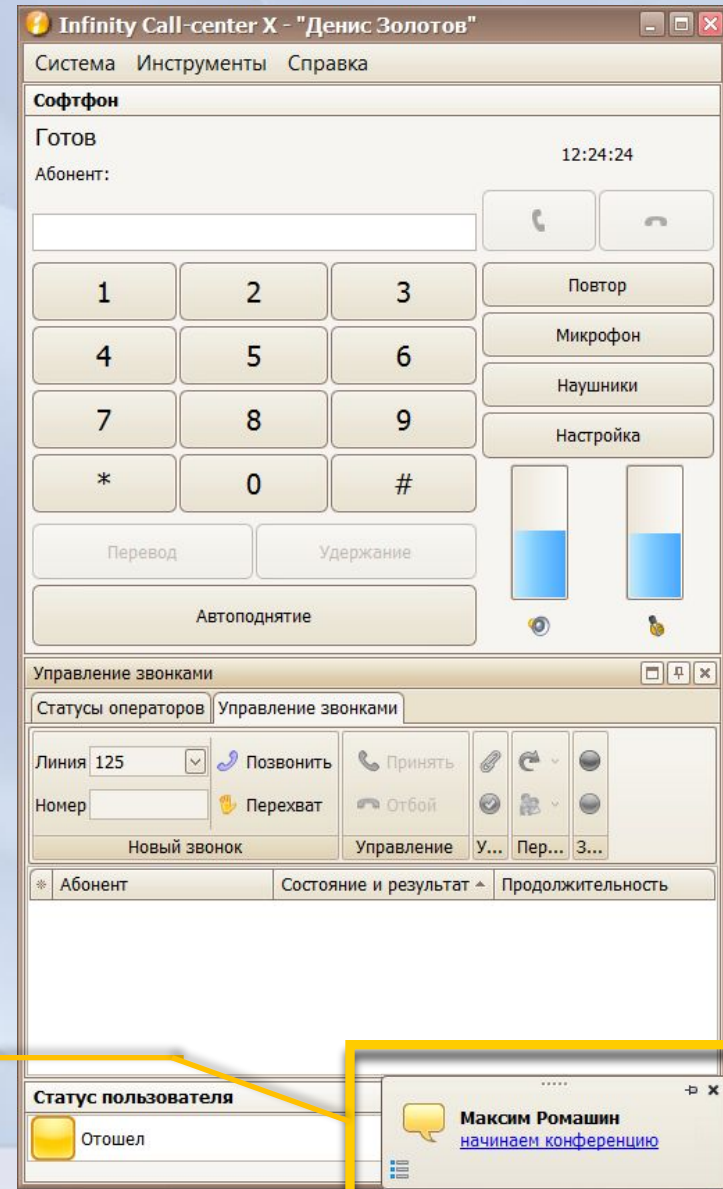 Infinity Call-center X - "Денис Золотов"
Система Инструменты Справка
Софтфон
Готов
12:24:24
Абонент:
1 2 3
Повтор
4 5 6
Микрофон
Наушники
7 8 9
Настройка
* 0 #
Перевод Удержание
Автоподнятие
Управление звонками
Статусы операторов Управление звонками
Линия 125 Позвонить Принять
Номер Перехват Отбой
Новый звонок Управление У... Пер... З...
Абонент Состояние и результат Продолжительность
Статус пользователя
Отошел
Максим Ромашин
начинаем конференцию